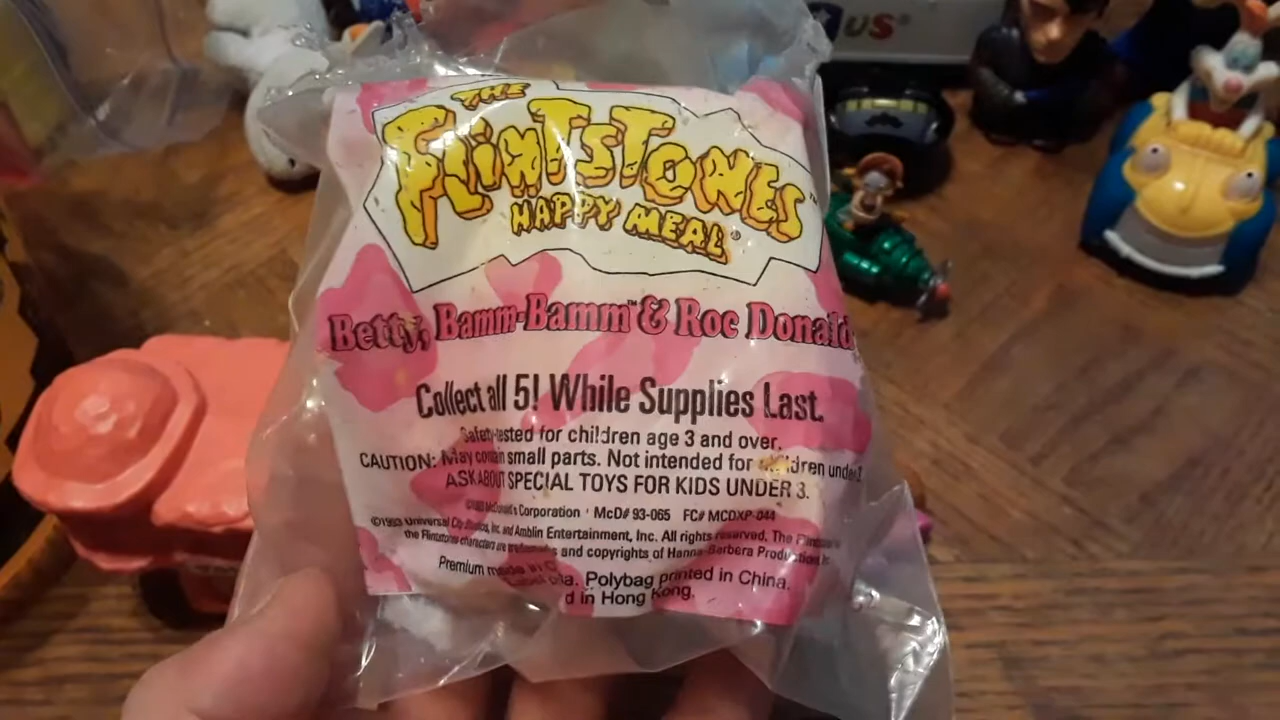 US®
THE
FLINTSTONES™
HAPPY MEAL®
Betty, Bamm-Bamm™ & Roc Donald
Collect all 5! While Supplies Last.
Safety-tested for children age 3 and over.
CAUTION: May contain small parts. Not intended for children under 3.
ASK ABOUT SPECIAL TOYS FOR KIDS UNDER 3.
McDonald's Corporation McD# 93-065 FC# MCDXP-044
©1993 Universal City Studios, Inc. and Amblin Entertainment, Inc. All rights reserved. The Flintstones
the Flintstones characters are trademarks and copyrights of Hanna-Barbera Productions, Inc.
Premium made in Polybag printed in China.
in Hong Kong.